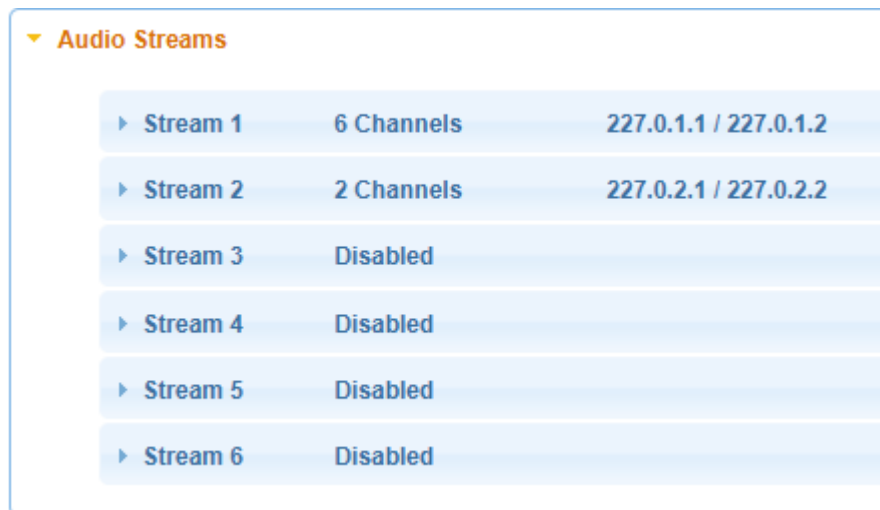 Audio Streams
Stream 1 6 Channels 227.0.1.1 / 227.0.1.2
Stream 2 2 Channels 227.0.2.1 / 227.0.2.2
Stream 3 Disabled
Stream 4 Disabled
Stream 5 Disabled
Stream 6 Disabled